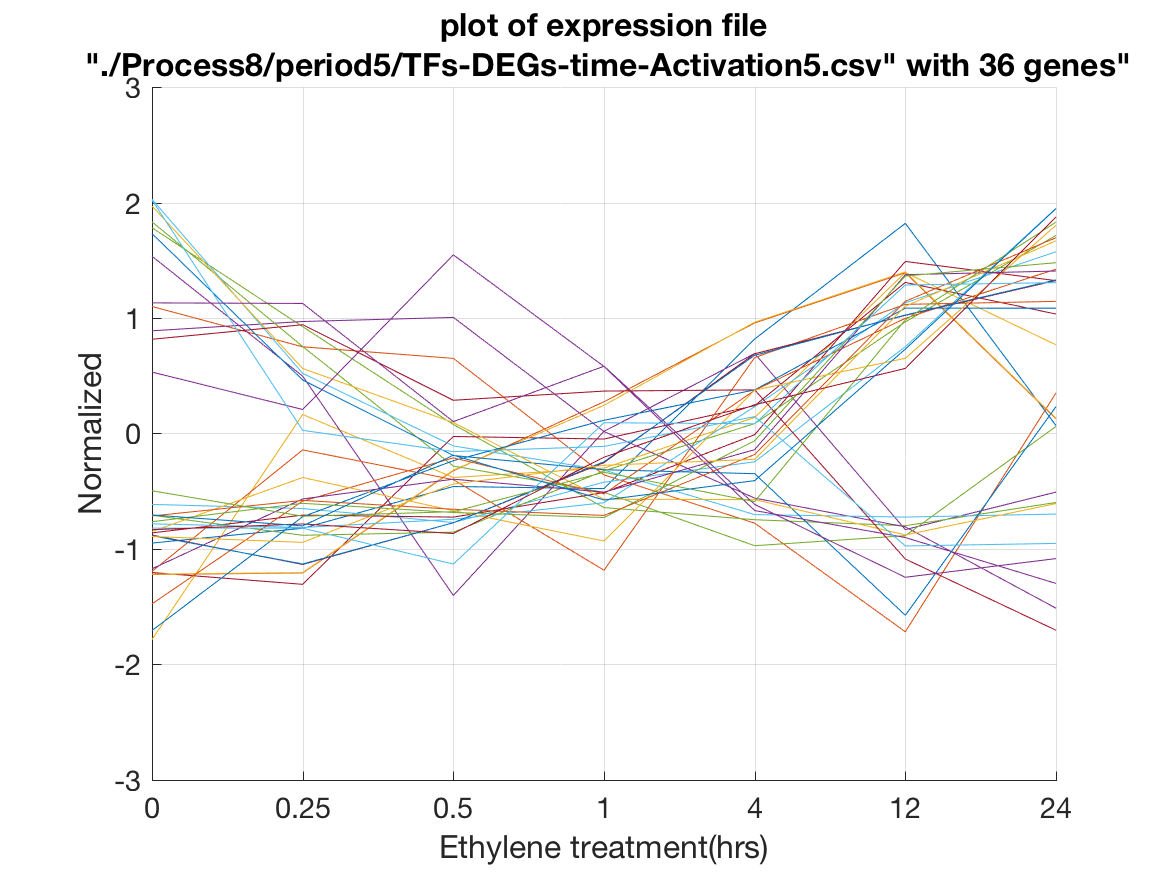 plot of expression file
"./Process8/period5/TFs-DEGs-time-Activation5.csv" with 36 genes"
3
2
1
0
-1
-2
-3
Normalized
0 0.25 0.5 1 4 12 24
Ethylene treatment(hrs)